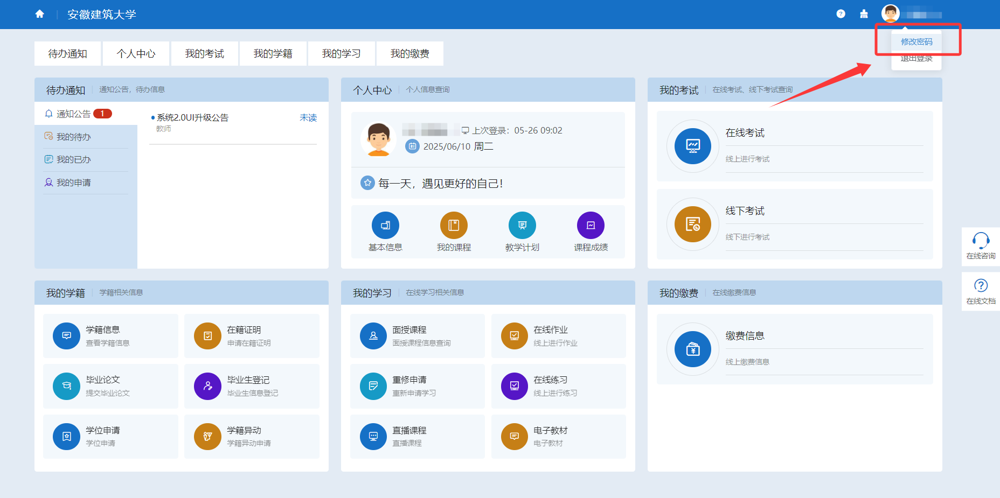 安徽建筑大学
修改密码
退出登录
待办通知
个人中心
我的考试
我的学籍
我的学习
我的缴费
待办通知
通知公告，待办信息
通知公告 1
我的待办
我的已办
我的申请
系统2.0UI升级公告
未读
教师
个人中心
个人信息查询
上次登录：05-26 09:02
2025/06/10 周二
每一天，遇见更好的自己！
基本信息
我的课程
教学计划
课程成绩
我的考试
在线考试、线下考试查询
在线考试
线上进行考试
线下考试
线下进行考试
在线咨询
在线文档
我的学籍
学籍相关信息
学籍信息
查看学籍信息
在籍证明
申请在籍证明
毕业论文
提交毕业论文
毕业生登记
毕业生信息登记
学位申请
学位申请
学籍异动
学籍异动申请
我的学习
在线学习相关信息
面授课程
面授课程信息查询
在线作业
线上进行作业
重修申请
重新申请学习
在线练习
线上进行练习
直播课程
直播课程
电子教材
电子教材
我的缴费
在线缴费信息
缴费信息
线上缴费信息